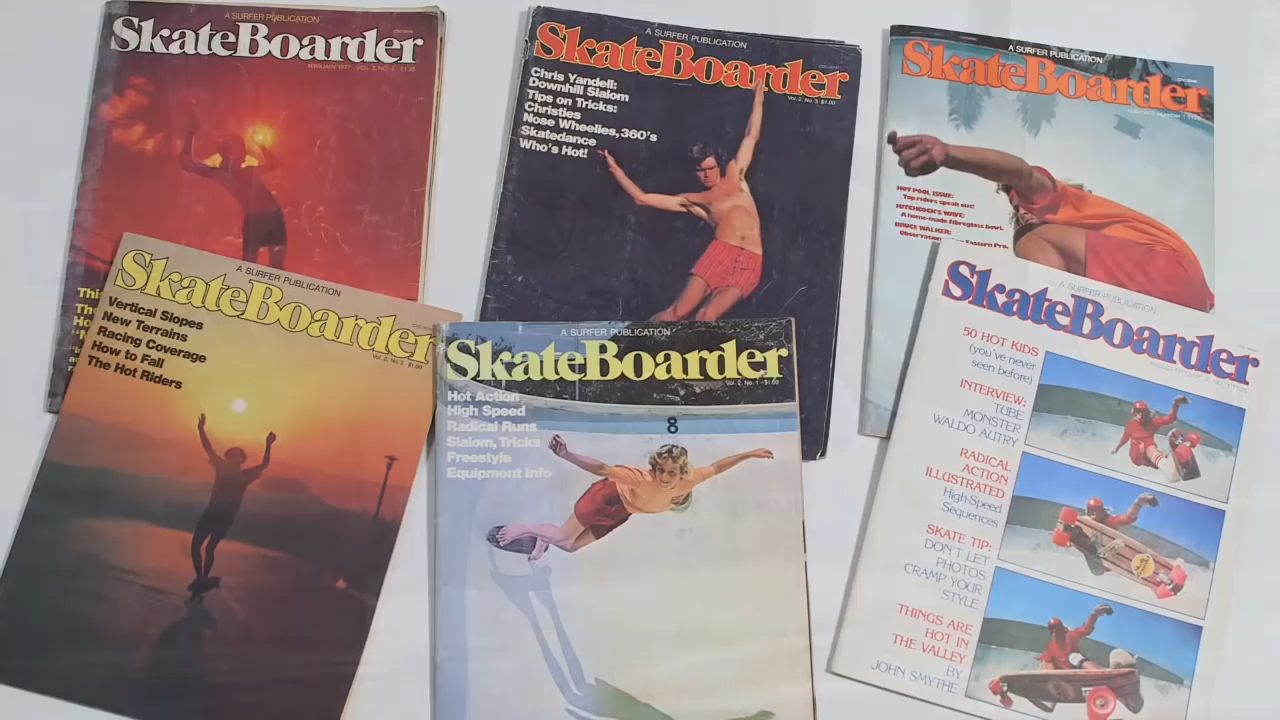 A SURFER PUBLICATION
SkateBoarder
FEBRUARY 1977 VOL. 3, NO. $1.25
A SURFER PUBLICATION
SkateBoarder
Vol. 2, No. 3 $1.00
Chris Yandell:
Downhill Slalom
Tips on Tricks:
Christies
Nose Wheelies, 360's
Skatedance
Who's Hot!
A SURFER PUBLICATION
SkateBoarder
HOT POOL ISSUE:
Top riders speak out!
HITCHCOCK'S WAVE:
A home-made fibreglass bowl.
BRUCE WALKER:
Eastern Pro.
A SURFER PUBLICATION
SkateBoarder
Vol. 2, No. 2 $1.00
Vertical Slopes
New Terrains
Racing Coverage
How to Fall
The Hot Riders
A SURFER PUBLICATION
SkateBoarder
Vol. 2, No. 1 • $1.00
Hot Action
High Speed
Radical Runs
Slalom, Tricks
Freestyle
Equipment Info
8
A SURFER PUBLICATION
SkateBoarder
50 HOT KIDS
(you've never
seen before)
INTERVIEW:
TUBE
MONSTER
WALDO AUTRY
RADICAL
ACTION
ILLUSTRATED
High-Speed
Sequences
SKATE TIP:
DON'T LET
PHOTOS
CRAMP YOUR
STYLE
THINGS ARE
HOT IN
THE VALLEY
BY
JOHN SMYTHE